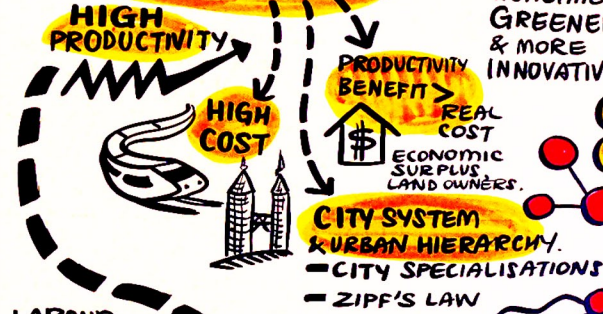 HIGH
PRODUCTIVITY
GREENE
& MORE
INNOVATIV
PRODUCTIVITY
BENEFIT >
REAL
COST
HIGH
COST
$
ECONOMIC
SURPLUS,
LAND OWNERS.
CITY SYSTEM
& URBAN HIERARCHY.
- CITY SPECIALISATIONS
- ZIPF'S LAW